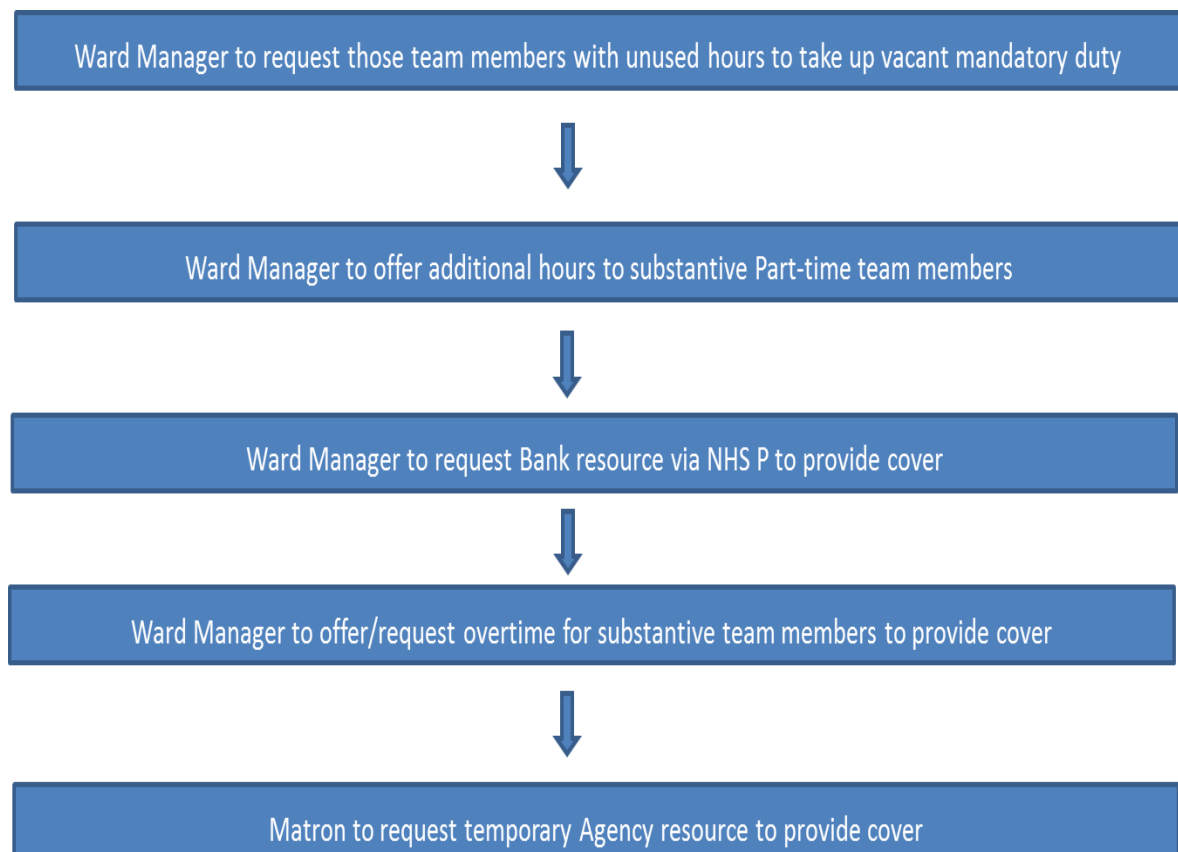 Ward Manager to request those team members with unused hours to take up vacant mandatory duty
Ward Manager to offer additional hours to substantive Part-time team members
Ward Manager to request Bank resource via NHS P to provide cover
Ward Manager to offer/request overtime for substantive team members to provide cover
Matron to request temporary Agency resource to provide cover